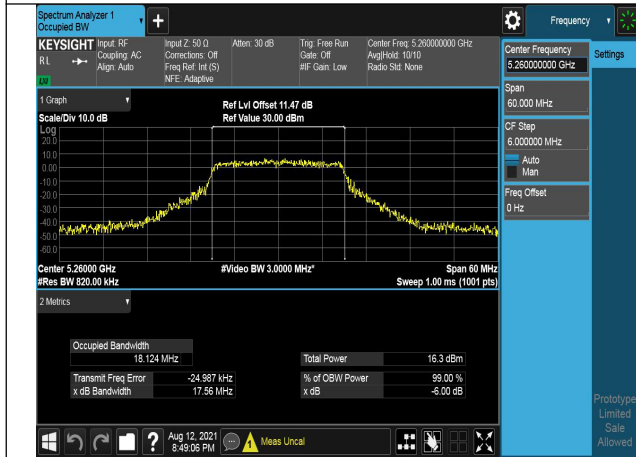 Spectrum Analyzer 1
Occupied BW
Frequency
KEYSIGHT
RL
LXI
Input: RF
Coupling: AC
Align: Auto
Input Z: 50 Ω
Corrections: Off
Freq Ref: Int (S)
NFE: Adaptive
Atten: 30 dB
Trig: Free Run
Gate: Off
#IF Gain: Low
Center Freq: 5.260000000 GHz
Avg|Hold: 10/10
Radio Std: None
Center Frequency
5.260000000 GHz
Settings
Span
60.000 MHz
CF Step
6.000000 MHz
Auto
Man
Freq Offset
0 Hz
1 Graph
Scale/Div 10.0 dB
Ref Lvl Offset 11.47 dB
Ref Value 30.00 dBm
Log
20.0
10.0
0.00
-10.0
-20.0
-30.0
-40.0
-50.0
-60.0
Center 5.26000 GHz
#Res BW 820.00 kHz
#Video BW 3.0000 MHz*
Span 60 MHz
Sweep 1.00 ms (1001 pts)
2 Metrics
Occupied Bandwidth
18.124 MHz
Total Power 16.3 dBm
Transmit Freq Error -24.987 kHz
% of OBW Power 99.00 %
x dB Bandwidth 17.56 MHz
x dB -6.00 dB
Prototype
Limited
Sale
Allowed
?
Aug 12, 2021
8:49:06 PM
Meas Uncal